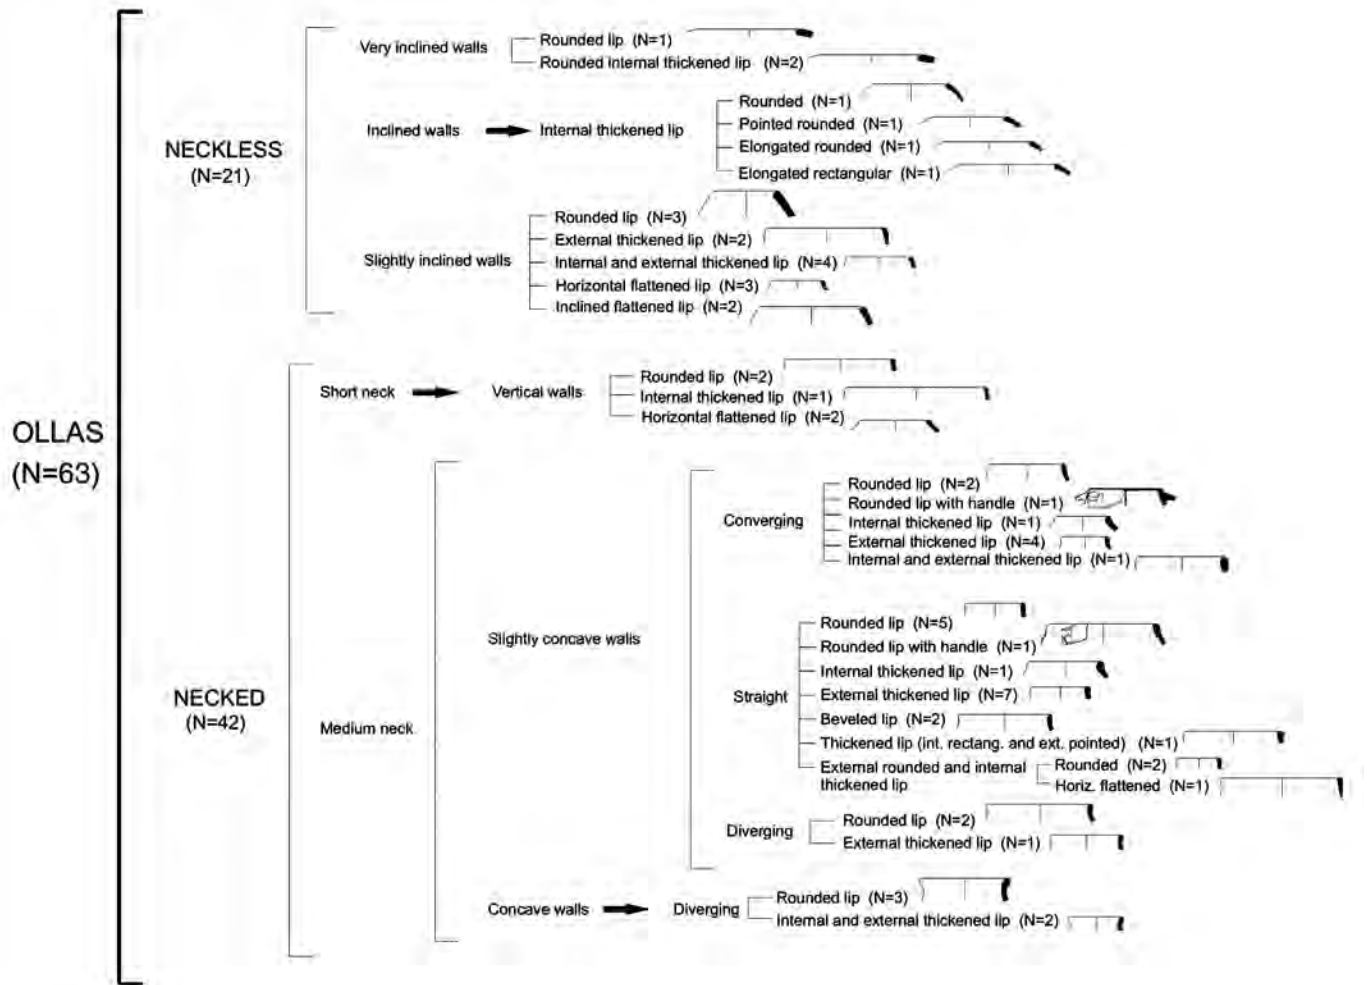 OLLAS
(N=63)
NECKLESS
(N=21)
Very inclined walls
Rounded lip (N=1)
Rounded internal thickened lip (N=2)
Inclined walls
Internal thickened lip
Rounded (N=1)
Pointed rounded (N=1)
Elongated rounded (N=1)
Elongated rectangular (N=1)
Slightly inclined walls
Rounded lip (N=3)
External thickened lip (N=2)
Internal and external thickened lip (N=4)
Horizontal flattened lip (N=3)
Inclined flattened lip (N=2)
NECKED
(N=42)
Short neck
Vertical walls
Rounded lip (N=2)
Internal thickened lip (N=1)
Horizontal flattened lip (N=2)
Medium neck
Slightly concave walls
Converging
Rounded lip (N=2)
Rounded lip with handle (N=1)
Internal thickened lip (N=1)
External thickened lip (N=4)
Internal and external thickened lip (N=1)
Straight
Rounded lip (N=5)
Rounded lip with handle (N=1)
Internal thickened lip (N=1)
External thickened lip (N=7)
Beveled lip (N=2)
Thickened lip (int. rectang. and ext. pointed) (N=1)
External rounded and internal
thickened lip
Rounded (N=2)
Horiz. flattened (N=1)
Diverging
Rounded lip (N=2)
External thickened lip (N=1)
Concave walls
Diverging
Rounded lip (N=3)
Internal and external thickened lip (N=2)